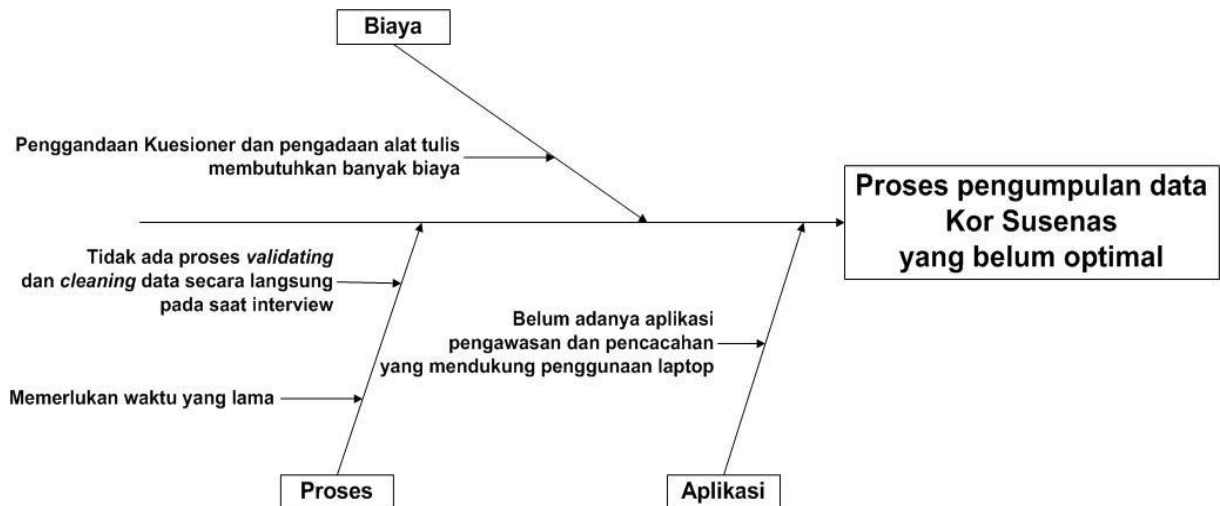 Biaya
Penggandaan Kuesioner dan pengadaan alat tulis
membutuhkan banyak biaya
Proses pengumpulan data
Kor Susenas
yang belum optimal
Tidak ada proses validating
dan cleaning data secara langsung
pada saat interview
Belum adanya aplikasi
pengawasan dan pencacahan
yang mendukung penggunaan laptop
Memerlukan waktu yang lama
Proses
Aplikasi